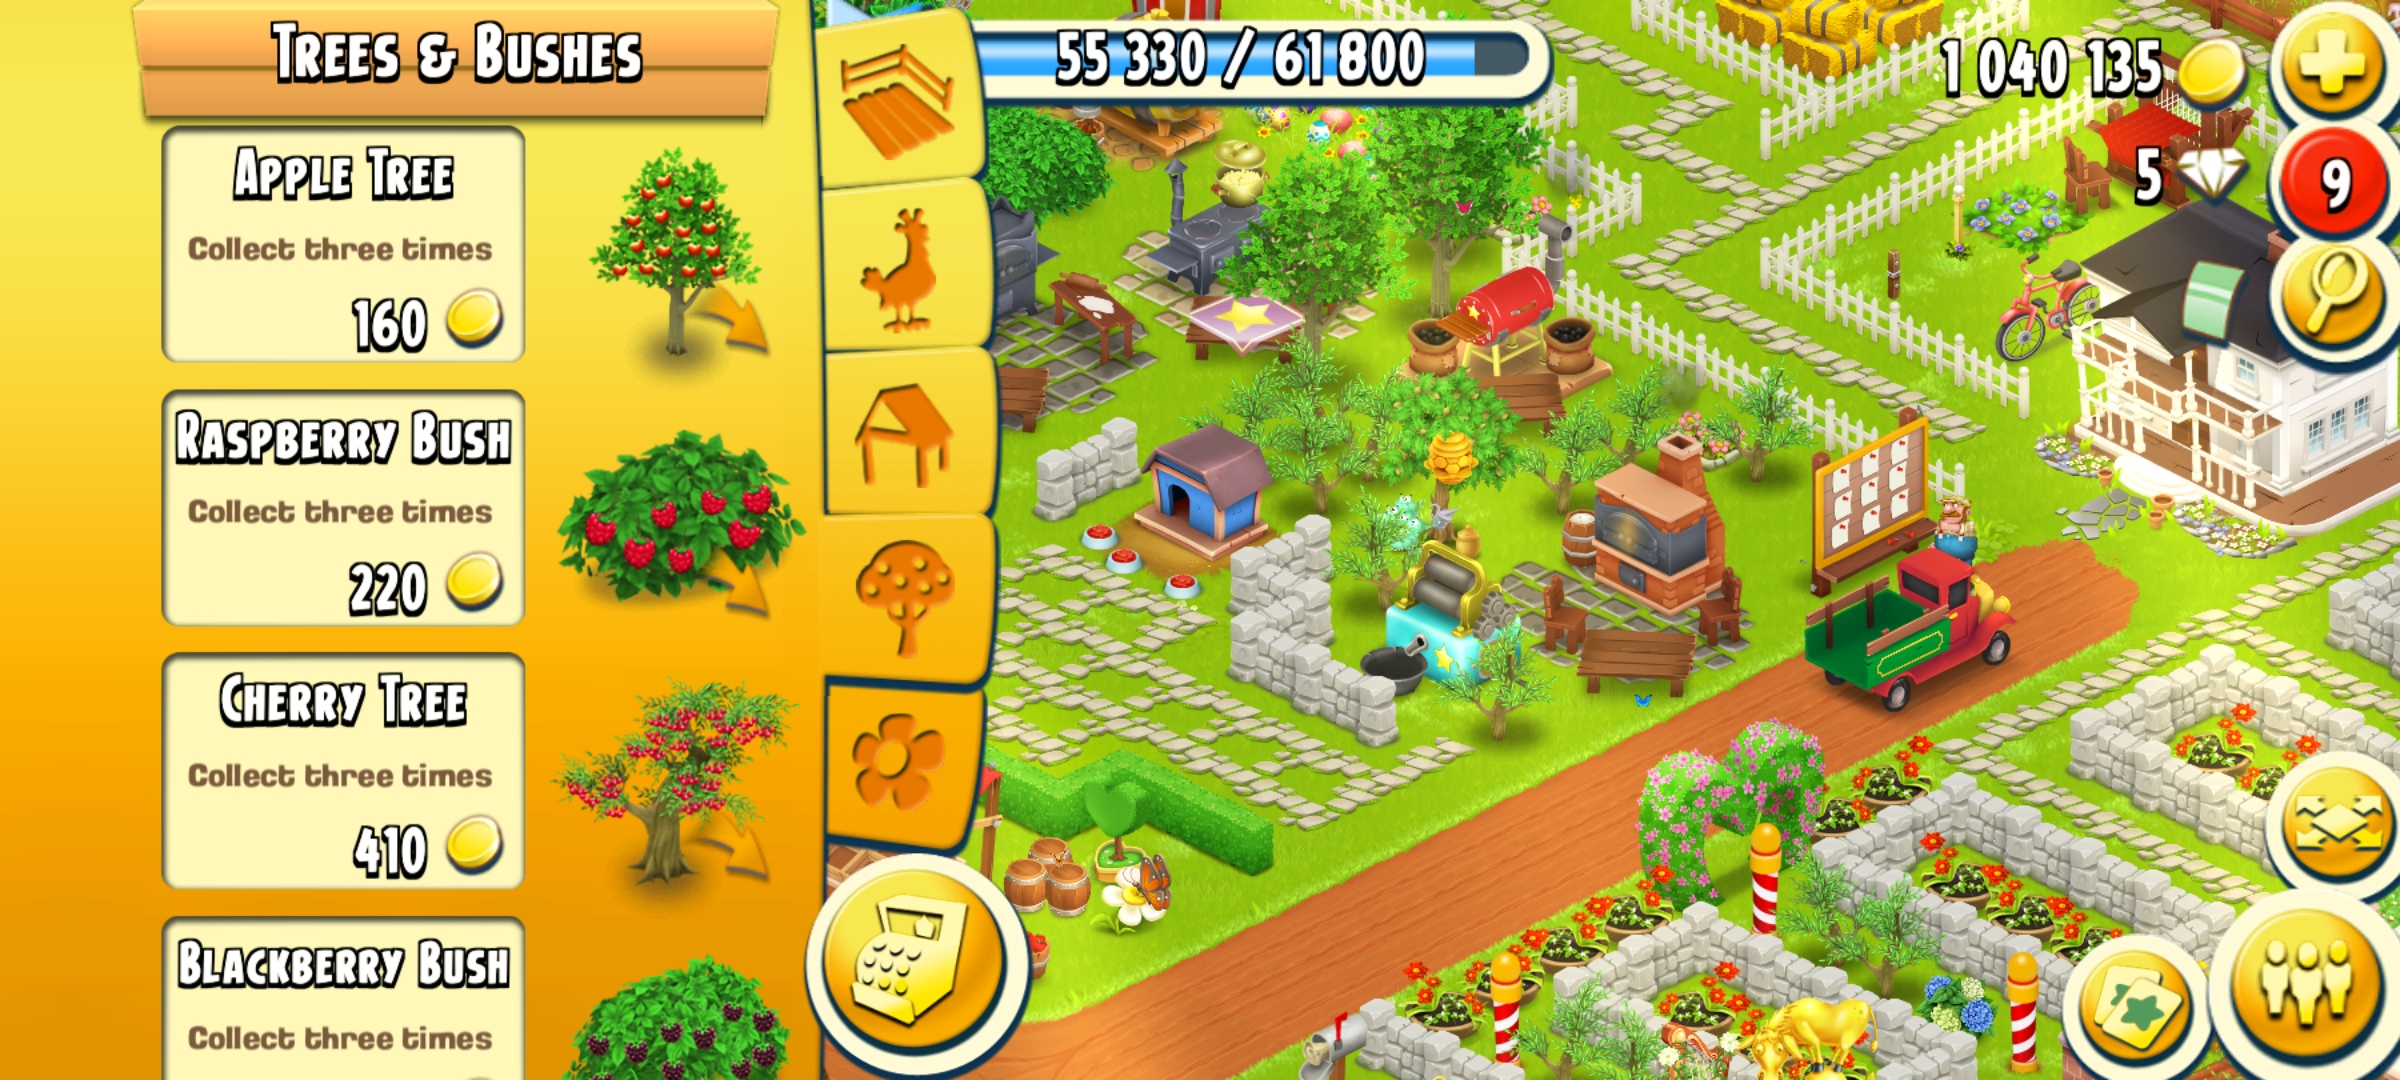 TREES & BUSHES
APPLE TREE
Collect three times
160
RASPBERRY BUSH
Collect three times
220
CHERRY TREE
Collect three times
410
BLACKBERRY BUSH
Collect three times
55 330 / 61 800
1 040 135
5
9